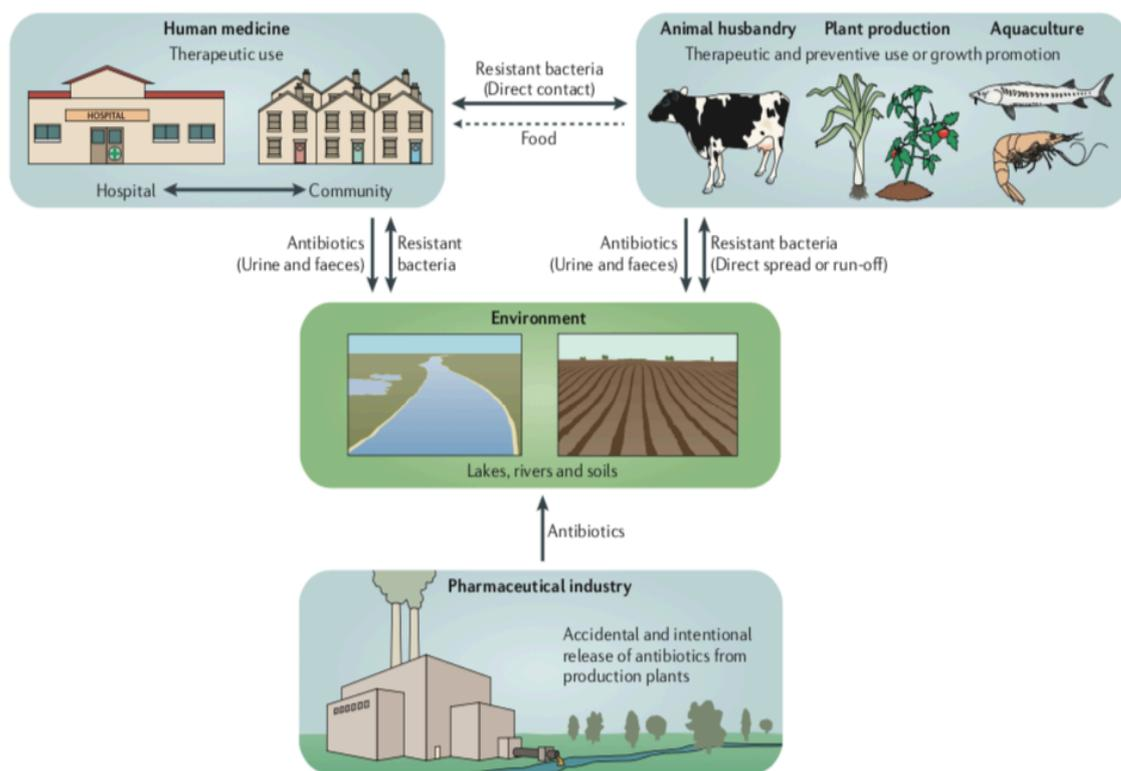 Human medicine
Therapeutic use
HOSPITAL
Hospital
Community
Resistant bacteria
(Direct contact)
Food
Animal husbandry
Plant production
Aquaculture
Therapeutic and preventive use or growth promotion
Antibiotics
(Urine and faeces)
Resistant
bacteria
Antibiotics
(Urine and faeces)
Resistant bacteria
(Direct spread or run-off)
Environment
Lakes, rivers and soils
Antibiotics
Pharmaceutical industry
Accidental and intentional
release of antibiotics from
production plants